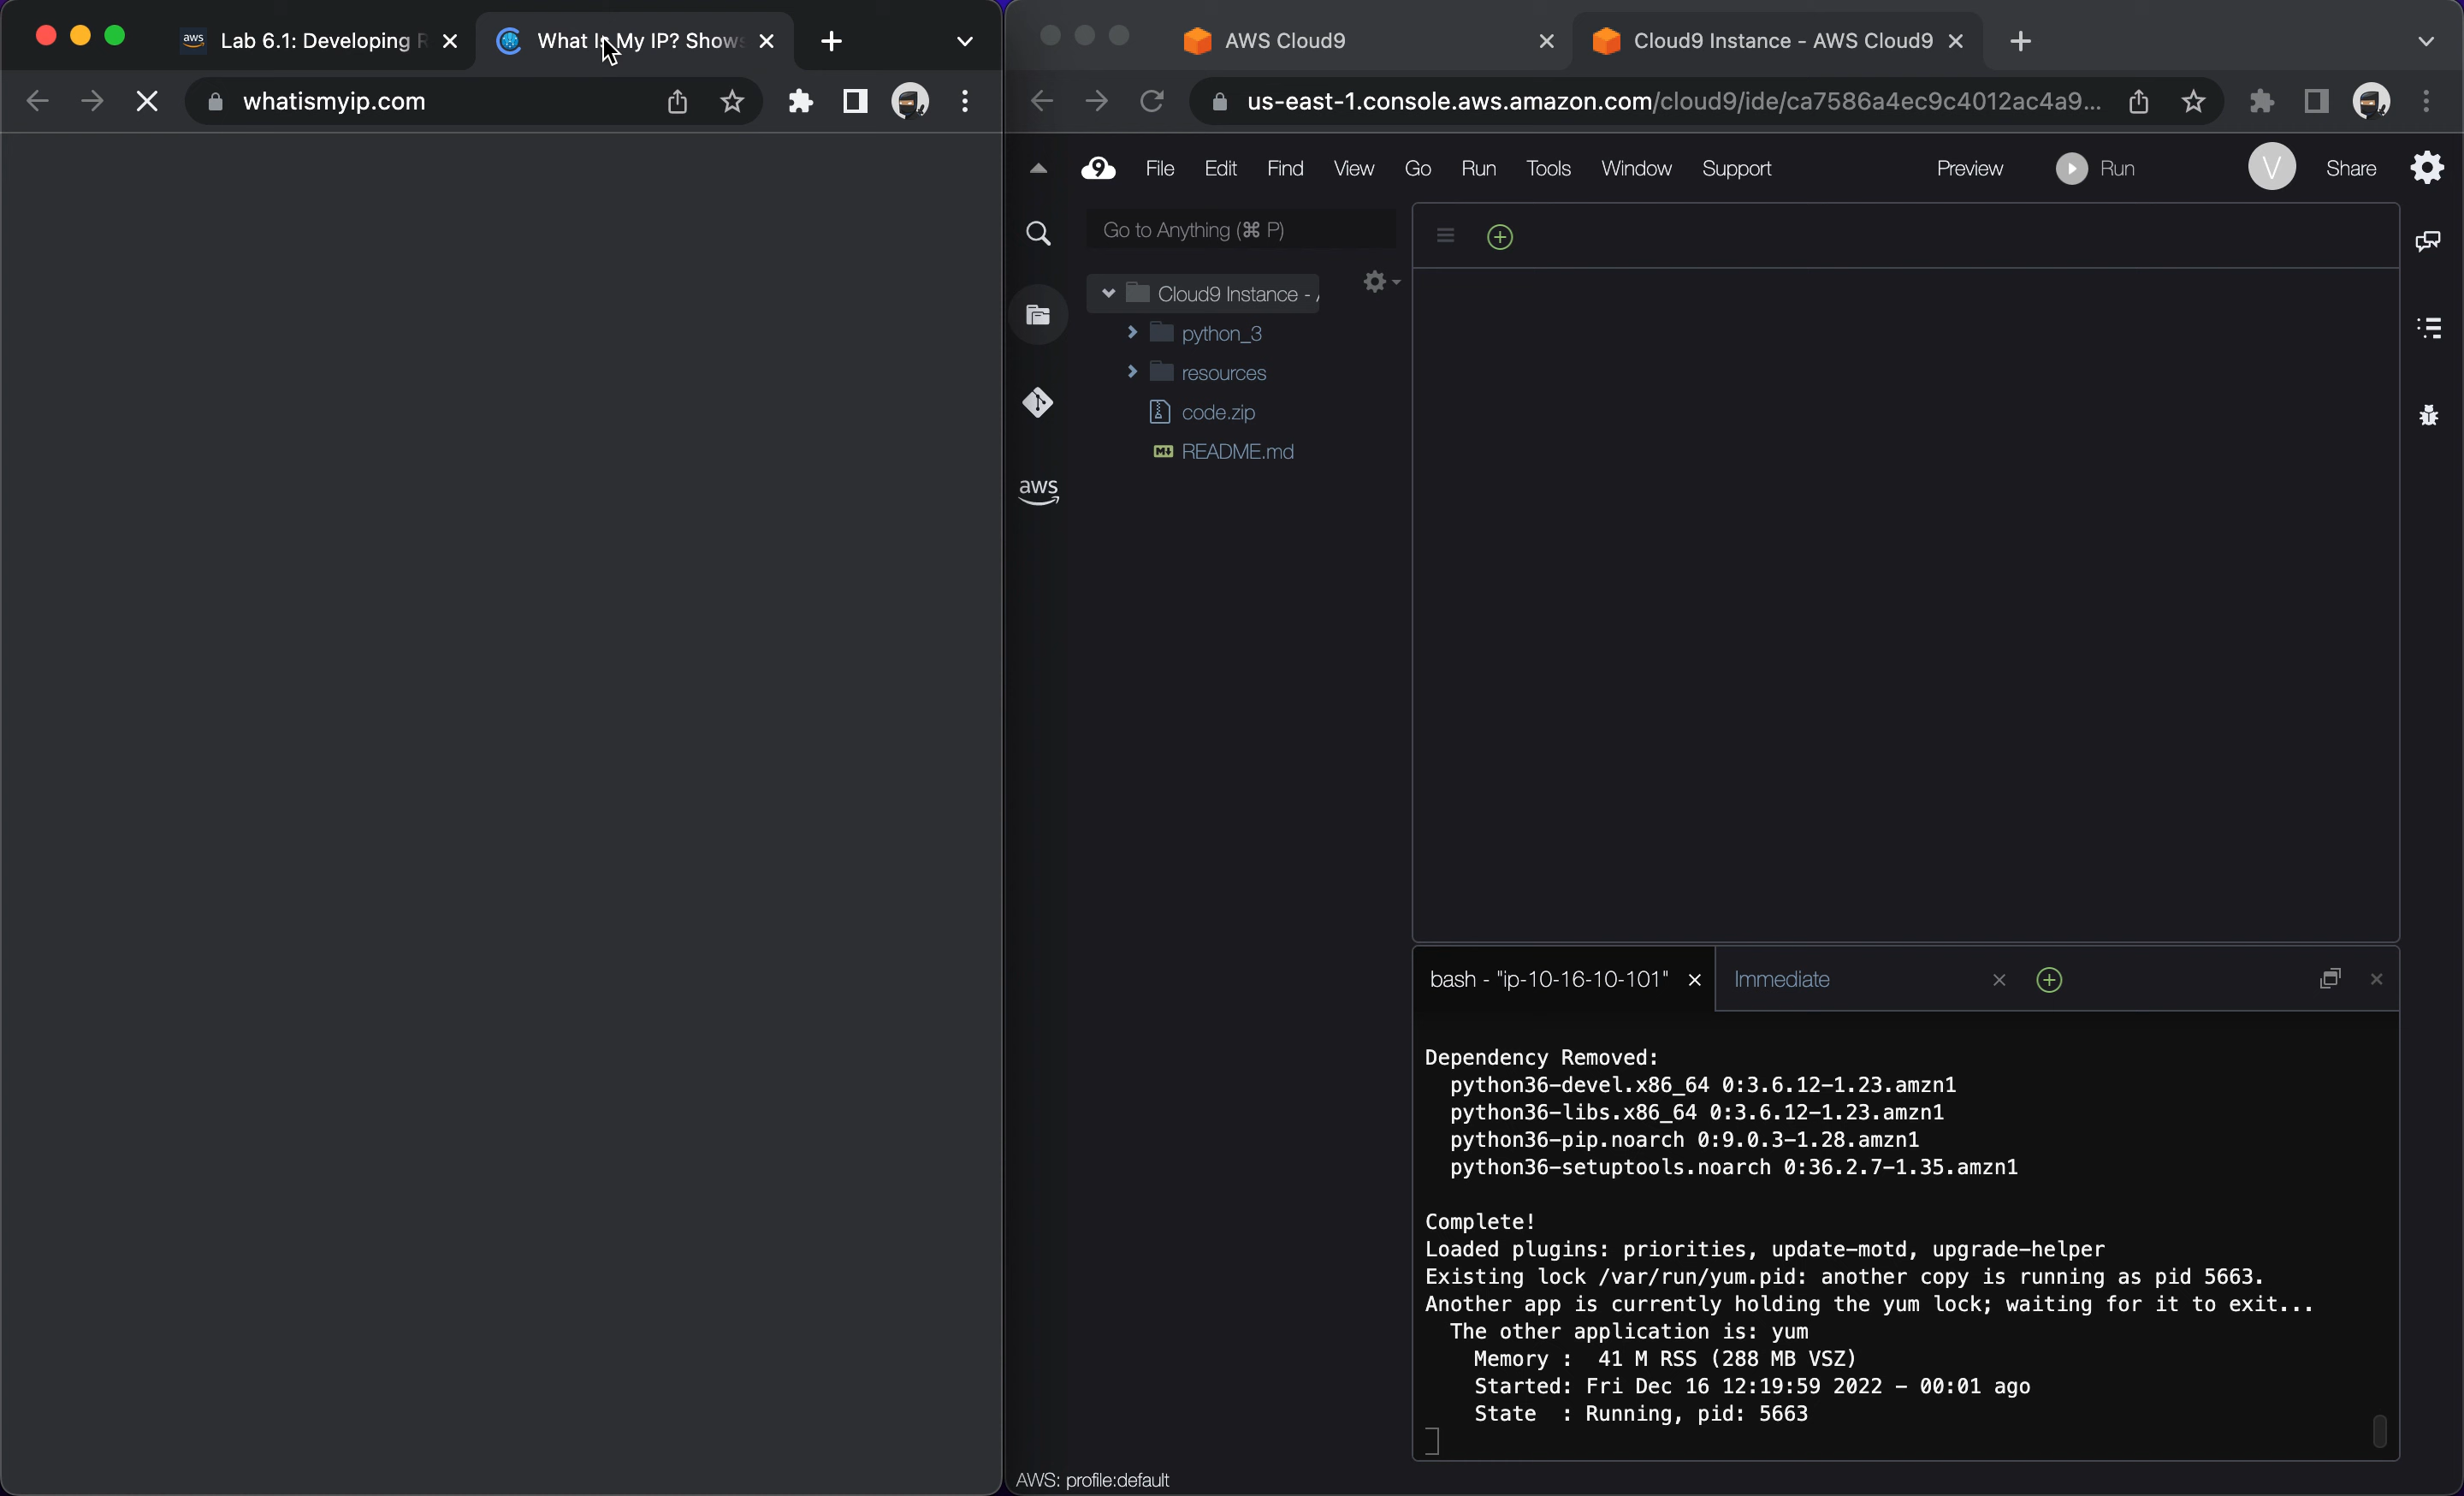 aws Lab 6.1: Developing
What Is My IP? Shows
whatismyip.com
AWS Cloud9
Cloud9 Instance - AWS Cloud9
us-east-1.console.aws.amazon.com/cloud9/ide/ca7586a4ec9c4012ac4a9...
9 File Edit Find View Go Run Tools Window Support Preview Run V Share
Go to Anything (⌘ P)
Cloud9 Instance -
python_3
resources
code.zip
README.md
aws
bash - "ip-10-16-10-101"
Immediate
Dependency Removed:
python36-devel.x86_64 0:3.6.12-1.23.amzn1
python36-libs.x86_64 0:3.6.12-1.23.amzn1
python36-pip.noarch 0:9.0.3-1.28.amzn1
python36-setuptools.noarch 0:36.2.7-1.35.amzn1
Complete!
Loaded plugins: priorities, update-motd, upgrade-helper
Existing lock /var/run/yum.pid: another copy is running as pid 5663.
Another app is currently holding the yum lock; waiting for it to exit...
The other application is: yum
Memory :  41 M RSS (288 MB VSZ)
Started: Fri Dec 16 12:19:59 2022 - 00:01 ago
State  : Running, pid: 5663
AWS: profile:default